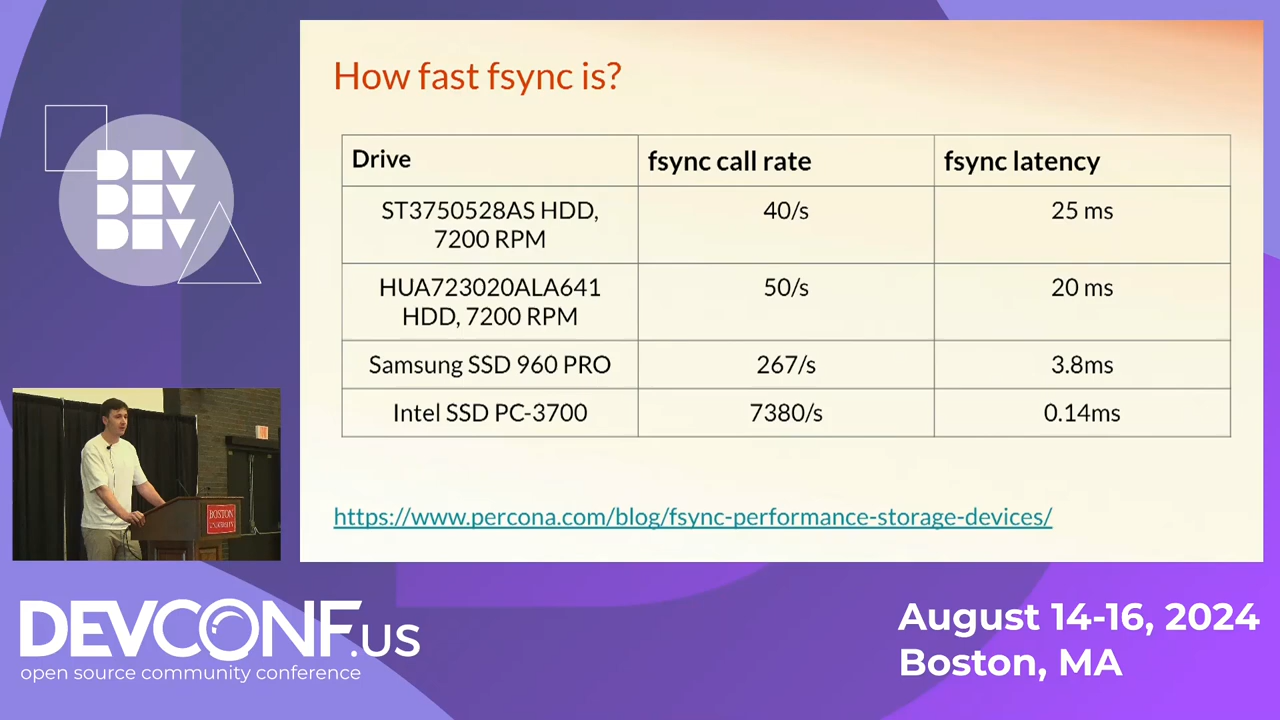 How fast fsync is?
Drive
fsync call rate
fsync latency
ST3750528AS HDD,
7200 RPM
40/s
25 ms
HUA723020ALA641
HDD, 7200 RPM
50/s
20 ms
Samsung SSD 960 PRO
267/s
3.8ms
Intel SSD PC-3700
7380/s
0.14ms
https://www.percona.com/blog/fsync-performance-storage-devices/
DEV
DEV
DEV
BOSTON
UNIVERSITY
DEVCONF.US
open source community conference
August 14-16, 2024
Boston, MA